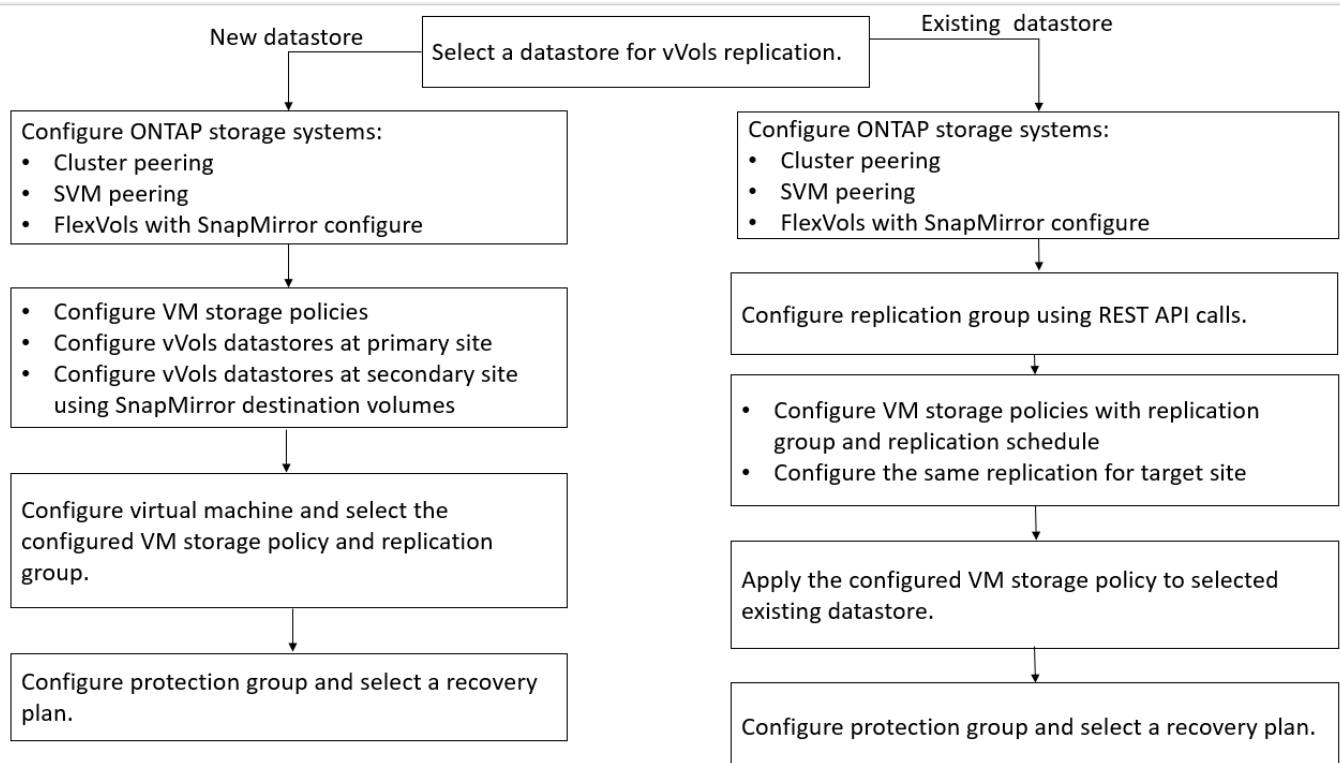 New datastore
Select a datastore for vVols replication.
Existing datastore
Configure ONTAP storage systems:
• Cluster peering
• SVM peering
• FlexVols with SnapMirror configure
• Configure VM storage policies
• Configure vVols datastores at primary site
• Configure vVols datastores at secondary site
using SnapMirror destination volumes
Configure virtual machine and select the
configured VM storage policy and replication
group.
Configure protection group and select a recovery
plan.
Configure ONTAP storage systems:
• Cluster peering
• SVM peering
• FlexVols with SnapMirror configure
Configure replication group using REST API calls.
• Configure VM storage policies with replication
group and replication schedule
• Configure the same replication for target site
Apply the configured VM storage policy to selected
existing datastore.
Configure protection group and select a recovery plan.